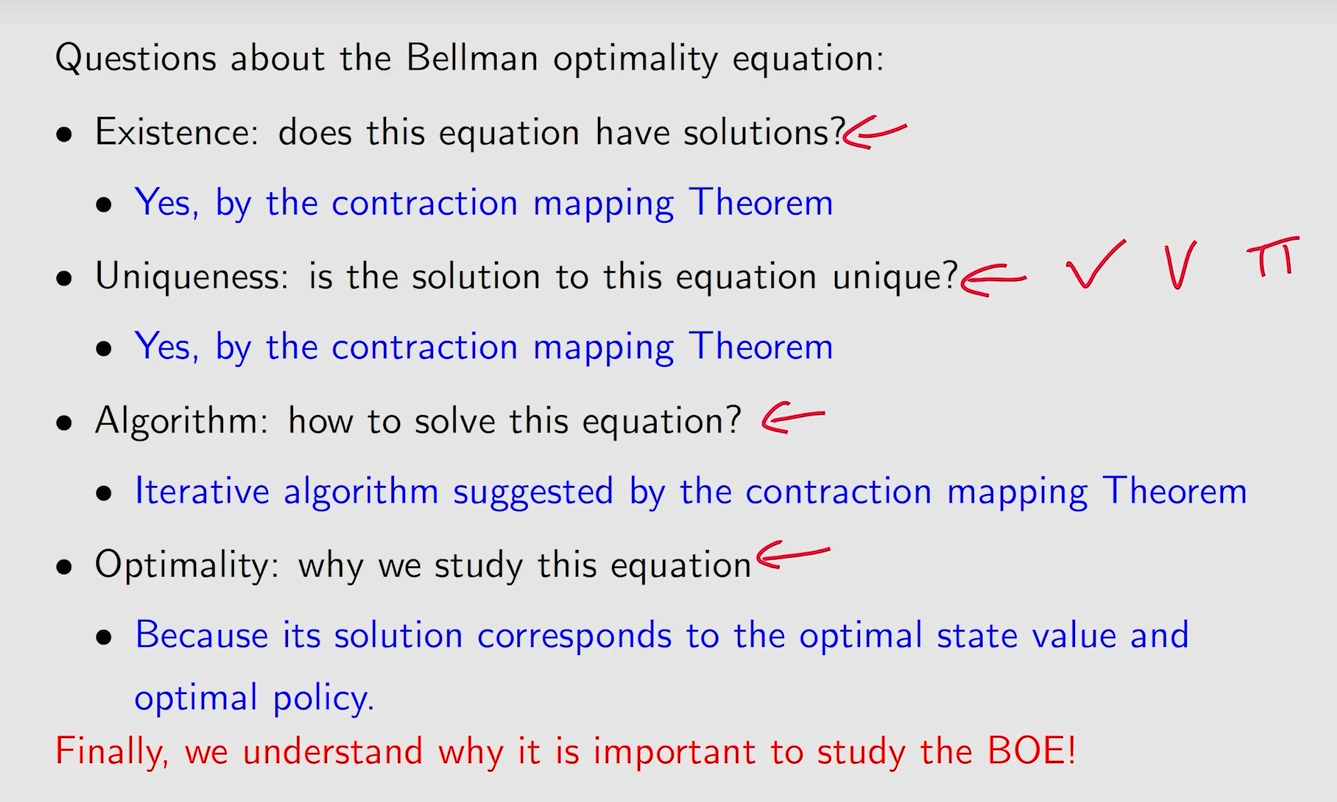 Questions about the Bellman optimality equation:
• Existence: does this equation have solutions?
• Yes, by the contraction mapping Theorem
• Uniqueness: is the solution to this equation unique? ✓ V π
• Yes, by the contraction mapping Theorem
• Algorithm: how to solve this equation?
• Iterative algorithm suggested by the contraction mapping Theorem
• Optimality: why we study this equation
• Because its solution corresponds to the optimal state value and
optimal policy.
Finally, we understand why it is important to study the BOE!